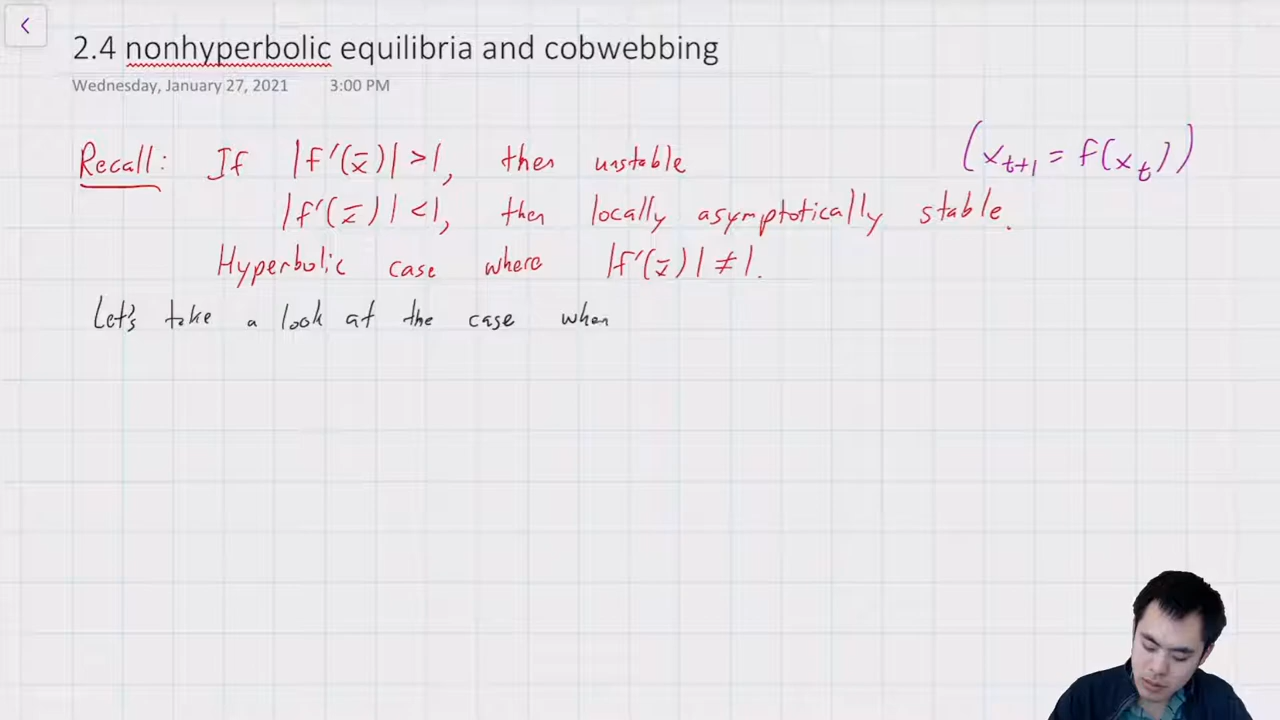 2.4 nonhyperbolic equilibria and cobwebbing
Wednesday, January 27, 2021 3:00 PM
Recall: If |f'(x̄)| > 1, then unstable (x_{t+1} = f(x_t))
|f'(x̄)| < 1, then locally asymptotically stable.
Hyperbolic case where |f'(x̄)| ≠ 1.
Let's take a look at the case when